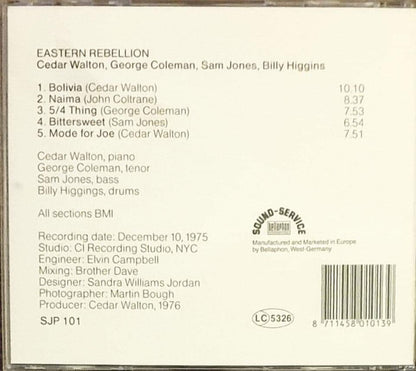 EASTERN REBELLION
Cedar Walton, George Coleman, Sam Jones, Billy Higgins
1. Bolivia (Cedar Walton) 10.10
2. Naima (John Coltrane) 8.37
3. 5/4 Thing (George Coleman) 7.53
4. Bittersweet (Sam Jones) 6.54
5. Mode for Joe (Cedar Walton) 7.51
Cedar Walton, piano
George Coleman, tenor
Sam Jones, bass
Billy Higgings, drums
All sections BMI
Recording date: December 10, 1975
Studio: CI Recording Studio, NYC
Engineer: Elvin Campbell
Mixing: Brother Dave
Designer: Sandra Williams Jordan
Photographer: Martin Bough
Producer: Cedar Walton, 1976
SJP 101
SOUND-SERVICE
bellaphon
Manufactured and Marketed in Europe
by Bellaphon, West-Germany
LC 5326
8 711458 010139